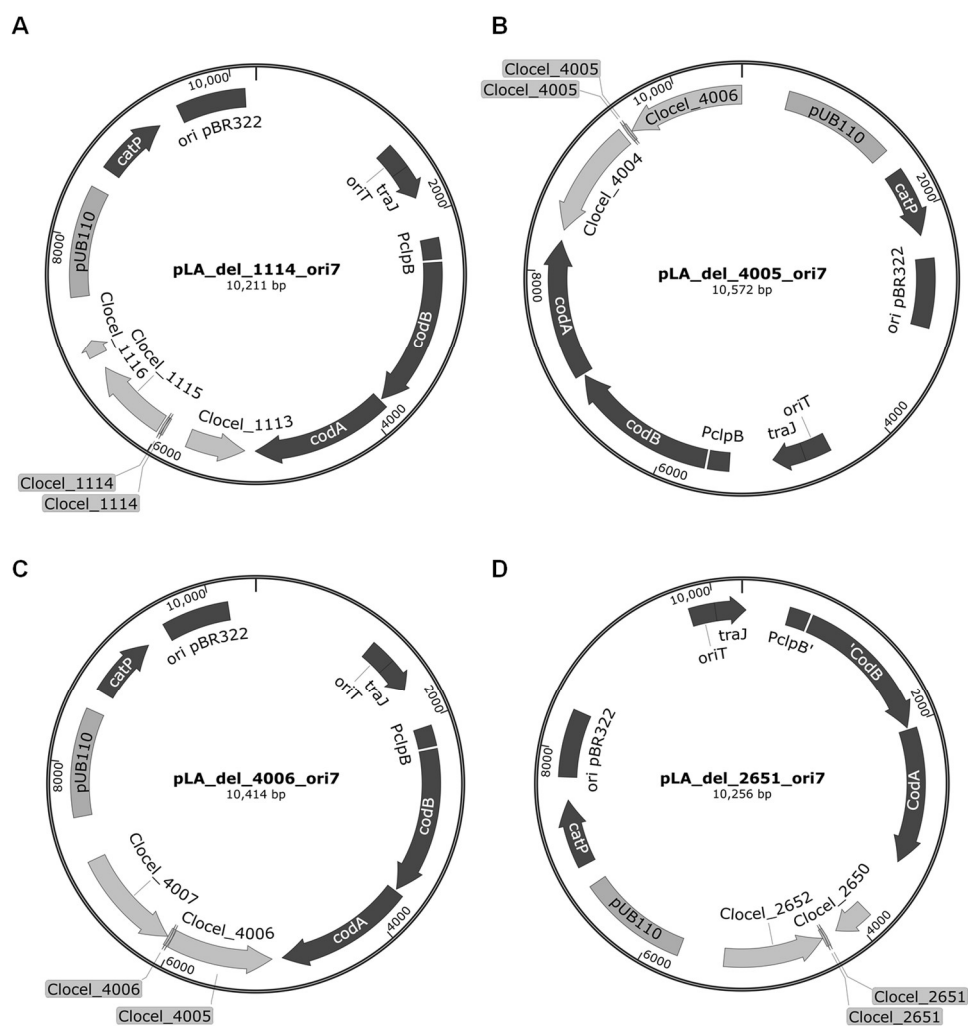 A
10,000
ori pBR322
catP
oriT
traJ
2000
8000
pUB110
PclpB
pLA_del_1114_ori7
10,211 bp
codB
Clocel_1116
Clocel_1115
Clocel_1113
codA
4000
6000
Clocel_1114
Clocel_1114
B
Clocel_4005
Clocel_4005
10,000
Clocel_4006
pUB110
Clocel_4004
catP
2000
8000
pLA_del_4005_ori7
10,572 bp
ori pBR322
codA
codB
PclpB
oriT
traJ
4000
6000
C
10,000
ori pBR322
catP
oriT
traJ
2000
8000
pUB110
PclpB
pLA_del_4006_ori7
10,414 bp
codB
Clocel_4007
Clocel_4006
codA
4000
6000
Clocel_4006
Clocel_4005
D
10,000
oriT
traJ
PclpB'
'CodB
2000
ori pBR322
8000
pLA_del_2651_ori7
10,256 bp
CodA
catP
pUB110
Clocel_2652
Clocel_2650
6000
4000
Clocel_2651
Clocel_2651